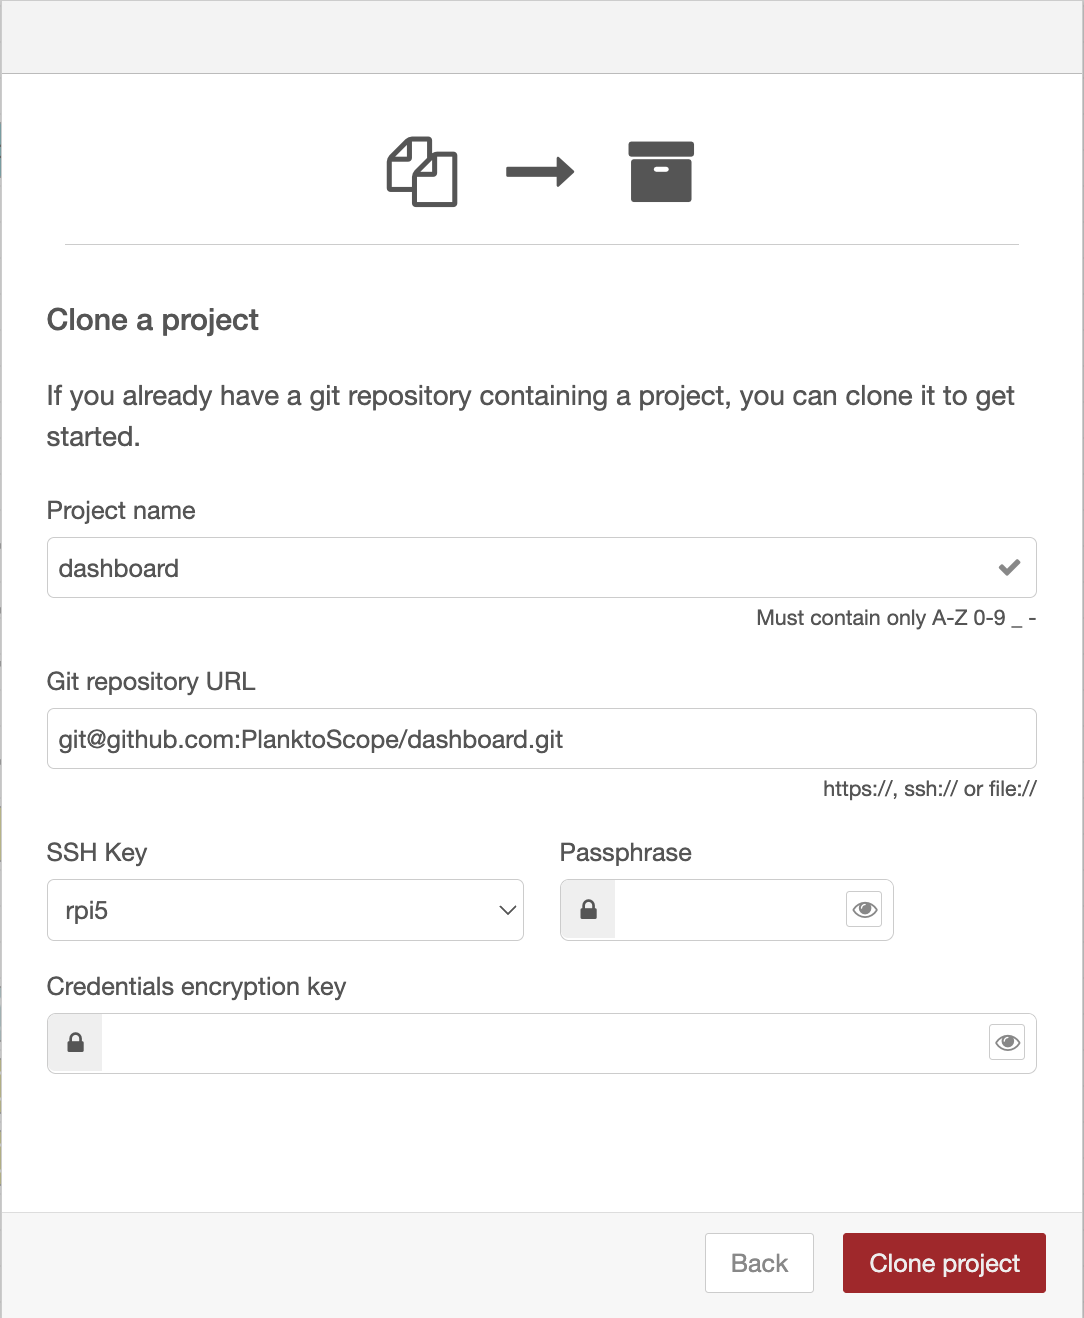 Clone a project
If you already have a git repository containing a project, you can clone it to get
started.
Project name
dashboard
Must contain only A-Z 0-9 _ -
Git repository URL
git@github.com:PlanktoScope/dashboard.git
https://, ssh:// or file://
SSH Key
Passphrase
rpi5
Credentials encryption key
Back
Clone project